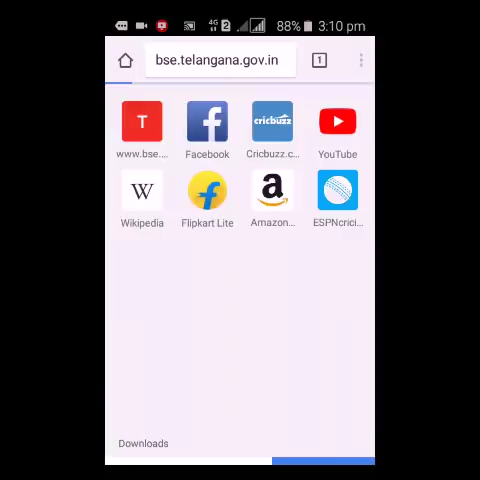 4G 2 88% 3:10 pm
bse.telangana.gov.in 1
T f cricbuzz
www.bse.... Facebook Cricbuzz.c... YouTube
W f a
Wikipedia Flipkart Lite Amazon... ESPNcrici...
Downloads